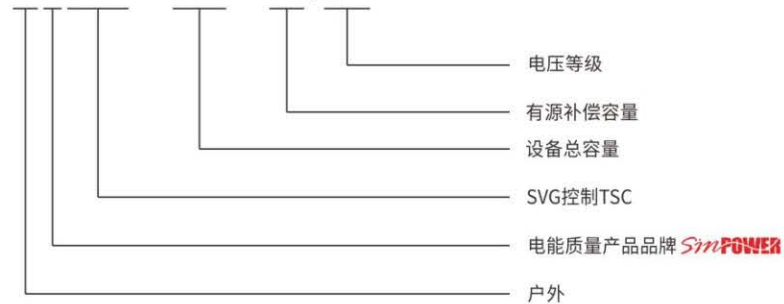 电压等级
有源补偿容量
设备总容量
SVG控制TSC
电能质量产品品牌 SinPOWER
户外